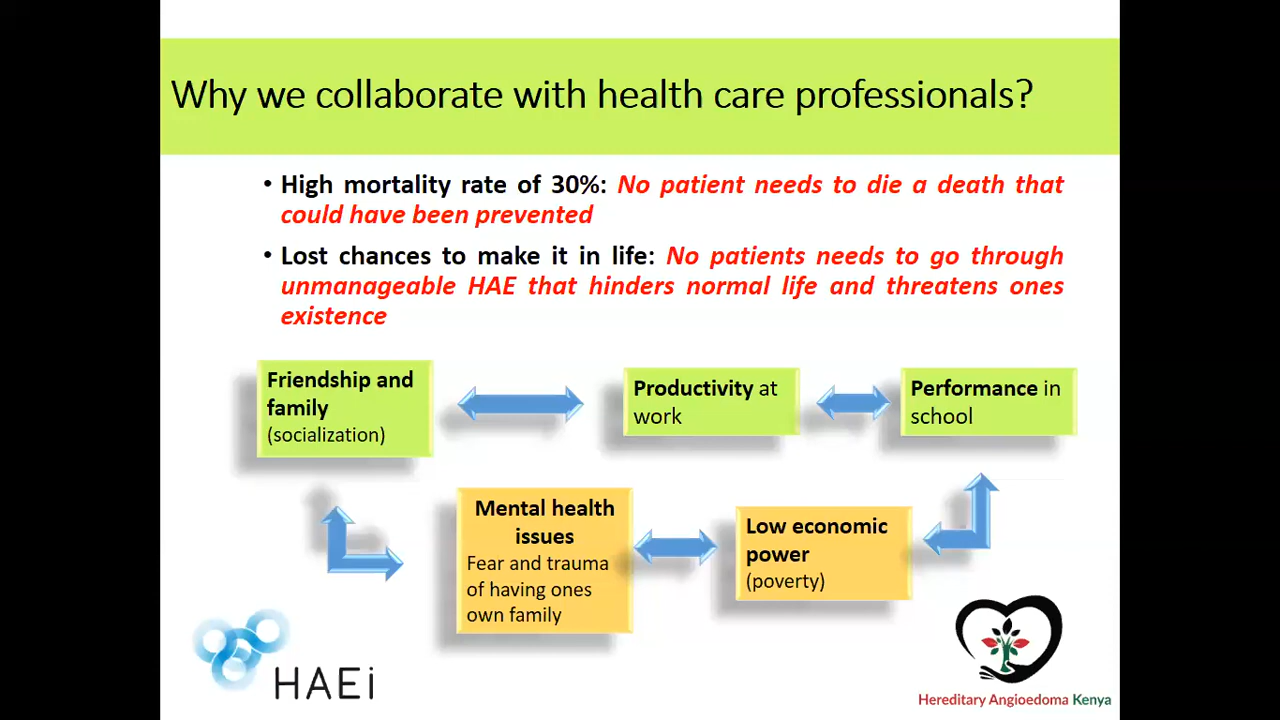 Why we collaborate with health care professionals?
• High mortality rate of 30%: No patient needs to die a death that
could have been prevented
• Lost chances to make it in life: No patients needs to go through
unmanageable HAE that hinders normal life and threatens ones
existence
Friendship and
family
(socialization)
Productivity at
work
Performance in
school
Mental health
issues
Fear and trauma
of having ones
own family
Low economic
power
(poverty)
HAEi
Hereditary Angioedoma Kenya